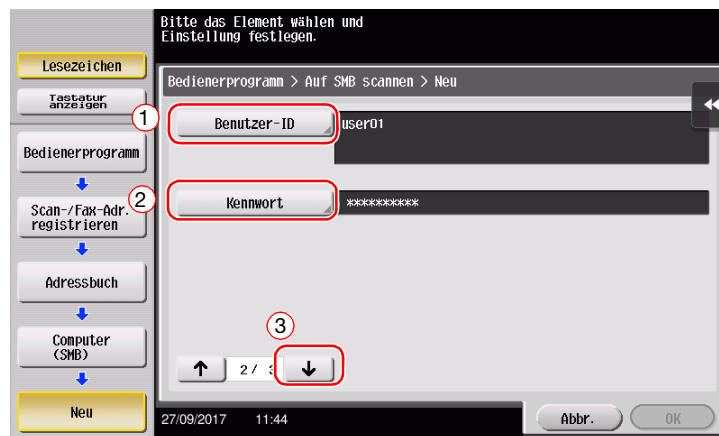 Bitte das Element wählen und
Einstellung festlegen.
Lesezeichen
Tastatur
anzeigen
Bedienerprogramm > Auf SMB scannen > Neu
1
Benutzer-ID
user01
Bedienerprogramm
2
Kennwort
**********
Scan-/Fax-Adr.
registrieren
Adressbuch
3
Computer
(SMB)
↑
2/ 3
↓
Neu
27/09/2017 11:44
Abbr.
OK